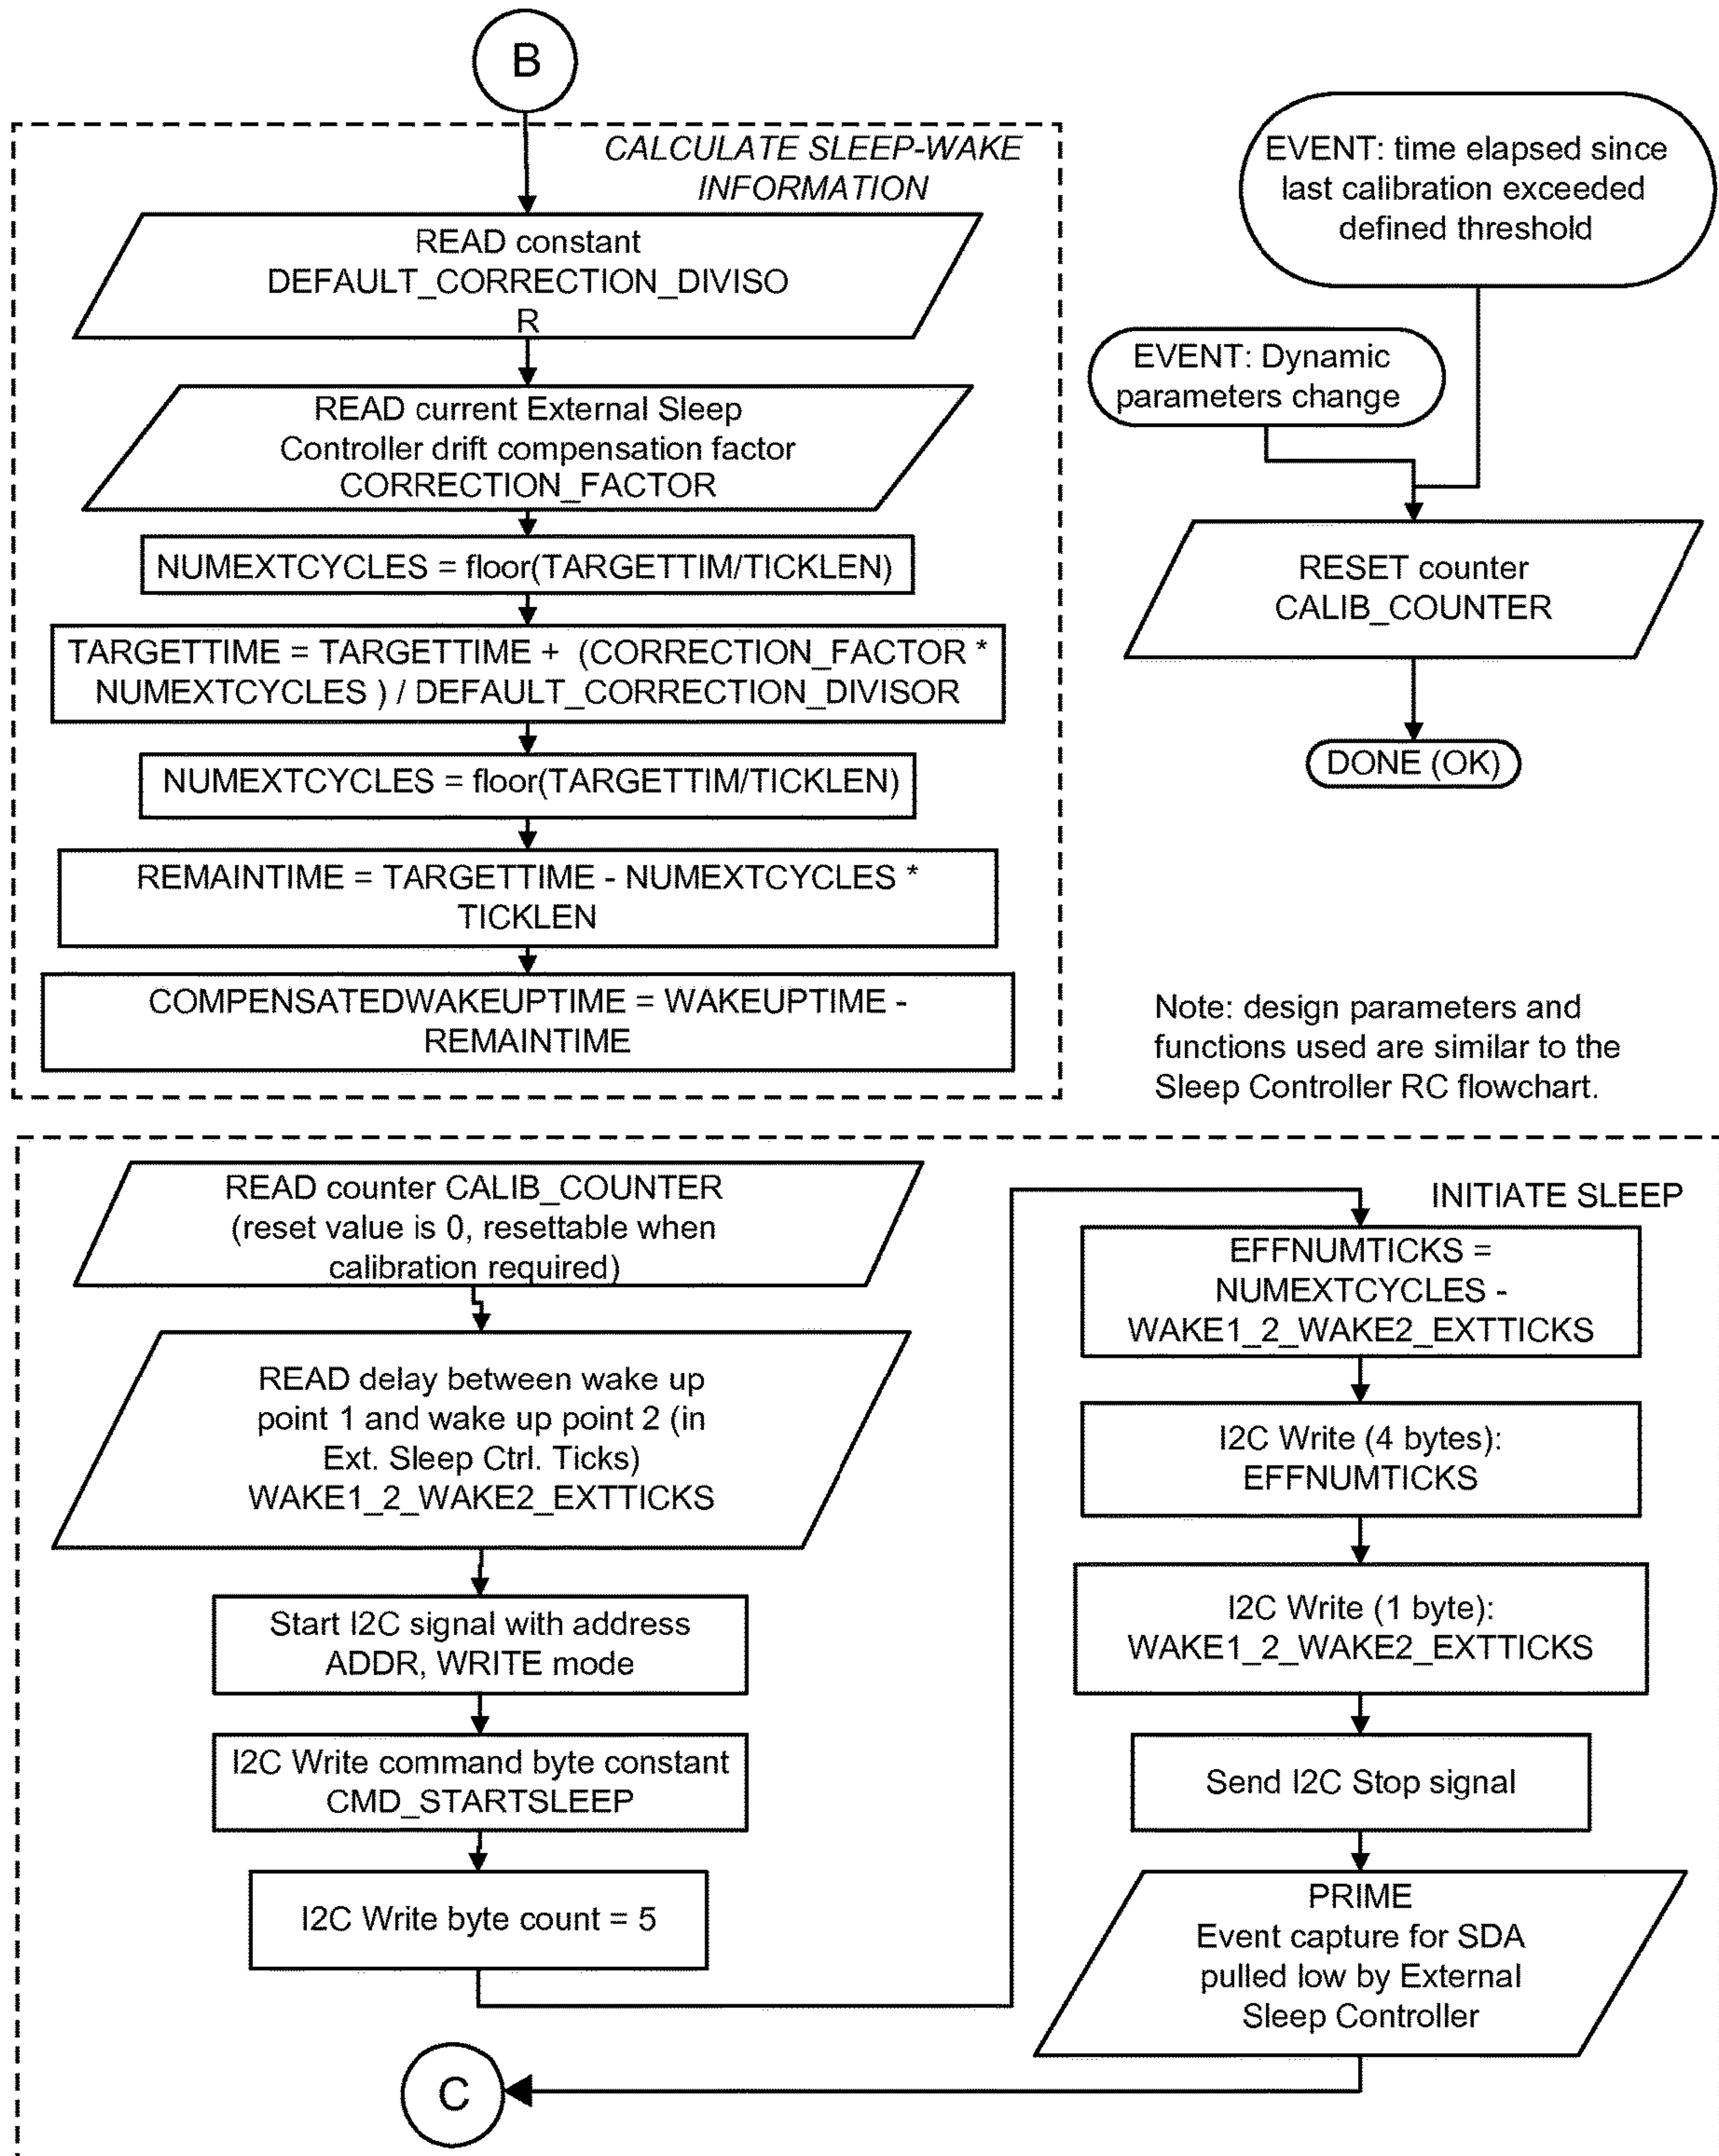 B
CALCULATE SLEEP-WAKE
INFORMATION
READ constant
DEFAULT_CORRECTION_DIVISO
R
READ current External Sleep
Controller drift compensation factor
CORRECTION_FACTOR
NUMEXTCYCLES = floor(TARGETTIM/TICKLEN)
TARGETTIME = TARGETTIME + (CORRECTION_FACTOR *
NUMEXTCYCLES ) / DEFAULT_CORRECTION_DIVISOR
NUMEXTCYCLES = floor(TARGETTIM/TICKLEN)
REMAINTIME = TARGETTIME - NUMEXTCYCLES *
TICKLEN
COMPENSATEDWAKEUPTIME = WAKEUPTIME -
REMAINTIME
EVENT: time elapsed since
last calibration exceeded
defined threshold
EVENT: Dynamic
parameters change
RESET counter
CALIB_COUNTER
DONE (OK)
Note: design parameters and
functions used are similar to the
Sleep Controller RC flowchart.
READ counter CALIB_COUNTER
(reset value is 0, resettable when
calibration required)
READ delay between wake up
point 1 and wake up point 2 (in
Ext. Sleep Ctrl. Ticks)
WAKE1_2_WAKE2_EXTTICKS
Start I2C signal with address
ADDR, WRITE mode
I2C Write command byte constant
CMD_STARTSLEEP
I2C Write byte count = 5
INITIATE SLEEP
EFFNUMTICKS =
NUMEXTCYCLES -
WAKE1_2_WAKE2_EXTTICKS
I2C Write (4 bytes):
EFFNUMTICKS
I2C Write (1 byte):
WAKE1_2_WAKE2_EXTTICKS
Send I2C Stop signal
PRIME
Event capture for SDA
pulled low by External
Sleep Controller
C